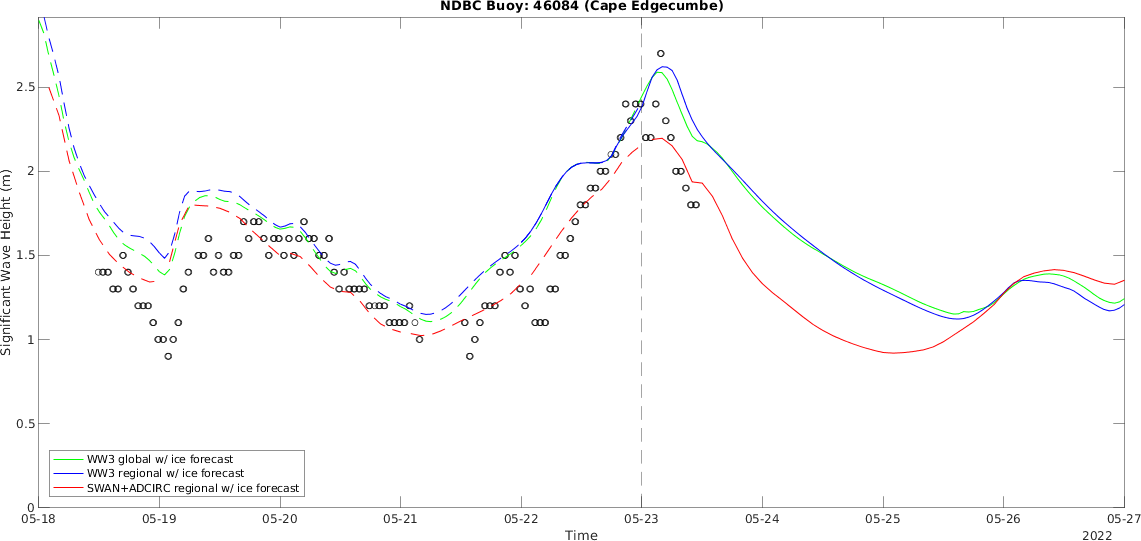 NDBC Buoy: 46084 (Cape Edgecumbe)
Significant Wave Height (m)
2.5
2
1.5
1
0.5
0
WW3 global w/ ice forecast
WW3 regional w/ ice forecast
SWAN+ADCIRC regional w/ ice forecast
05-18 05-19 05-20 05-21 05-22 05-23 05-24 05-25 05-26 05-27
Time
2022